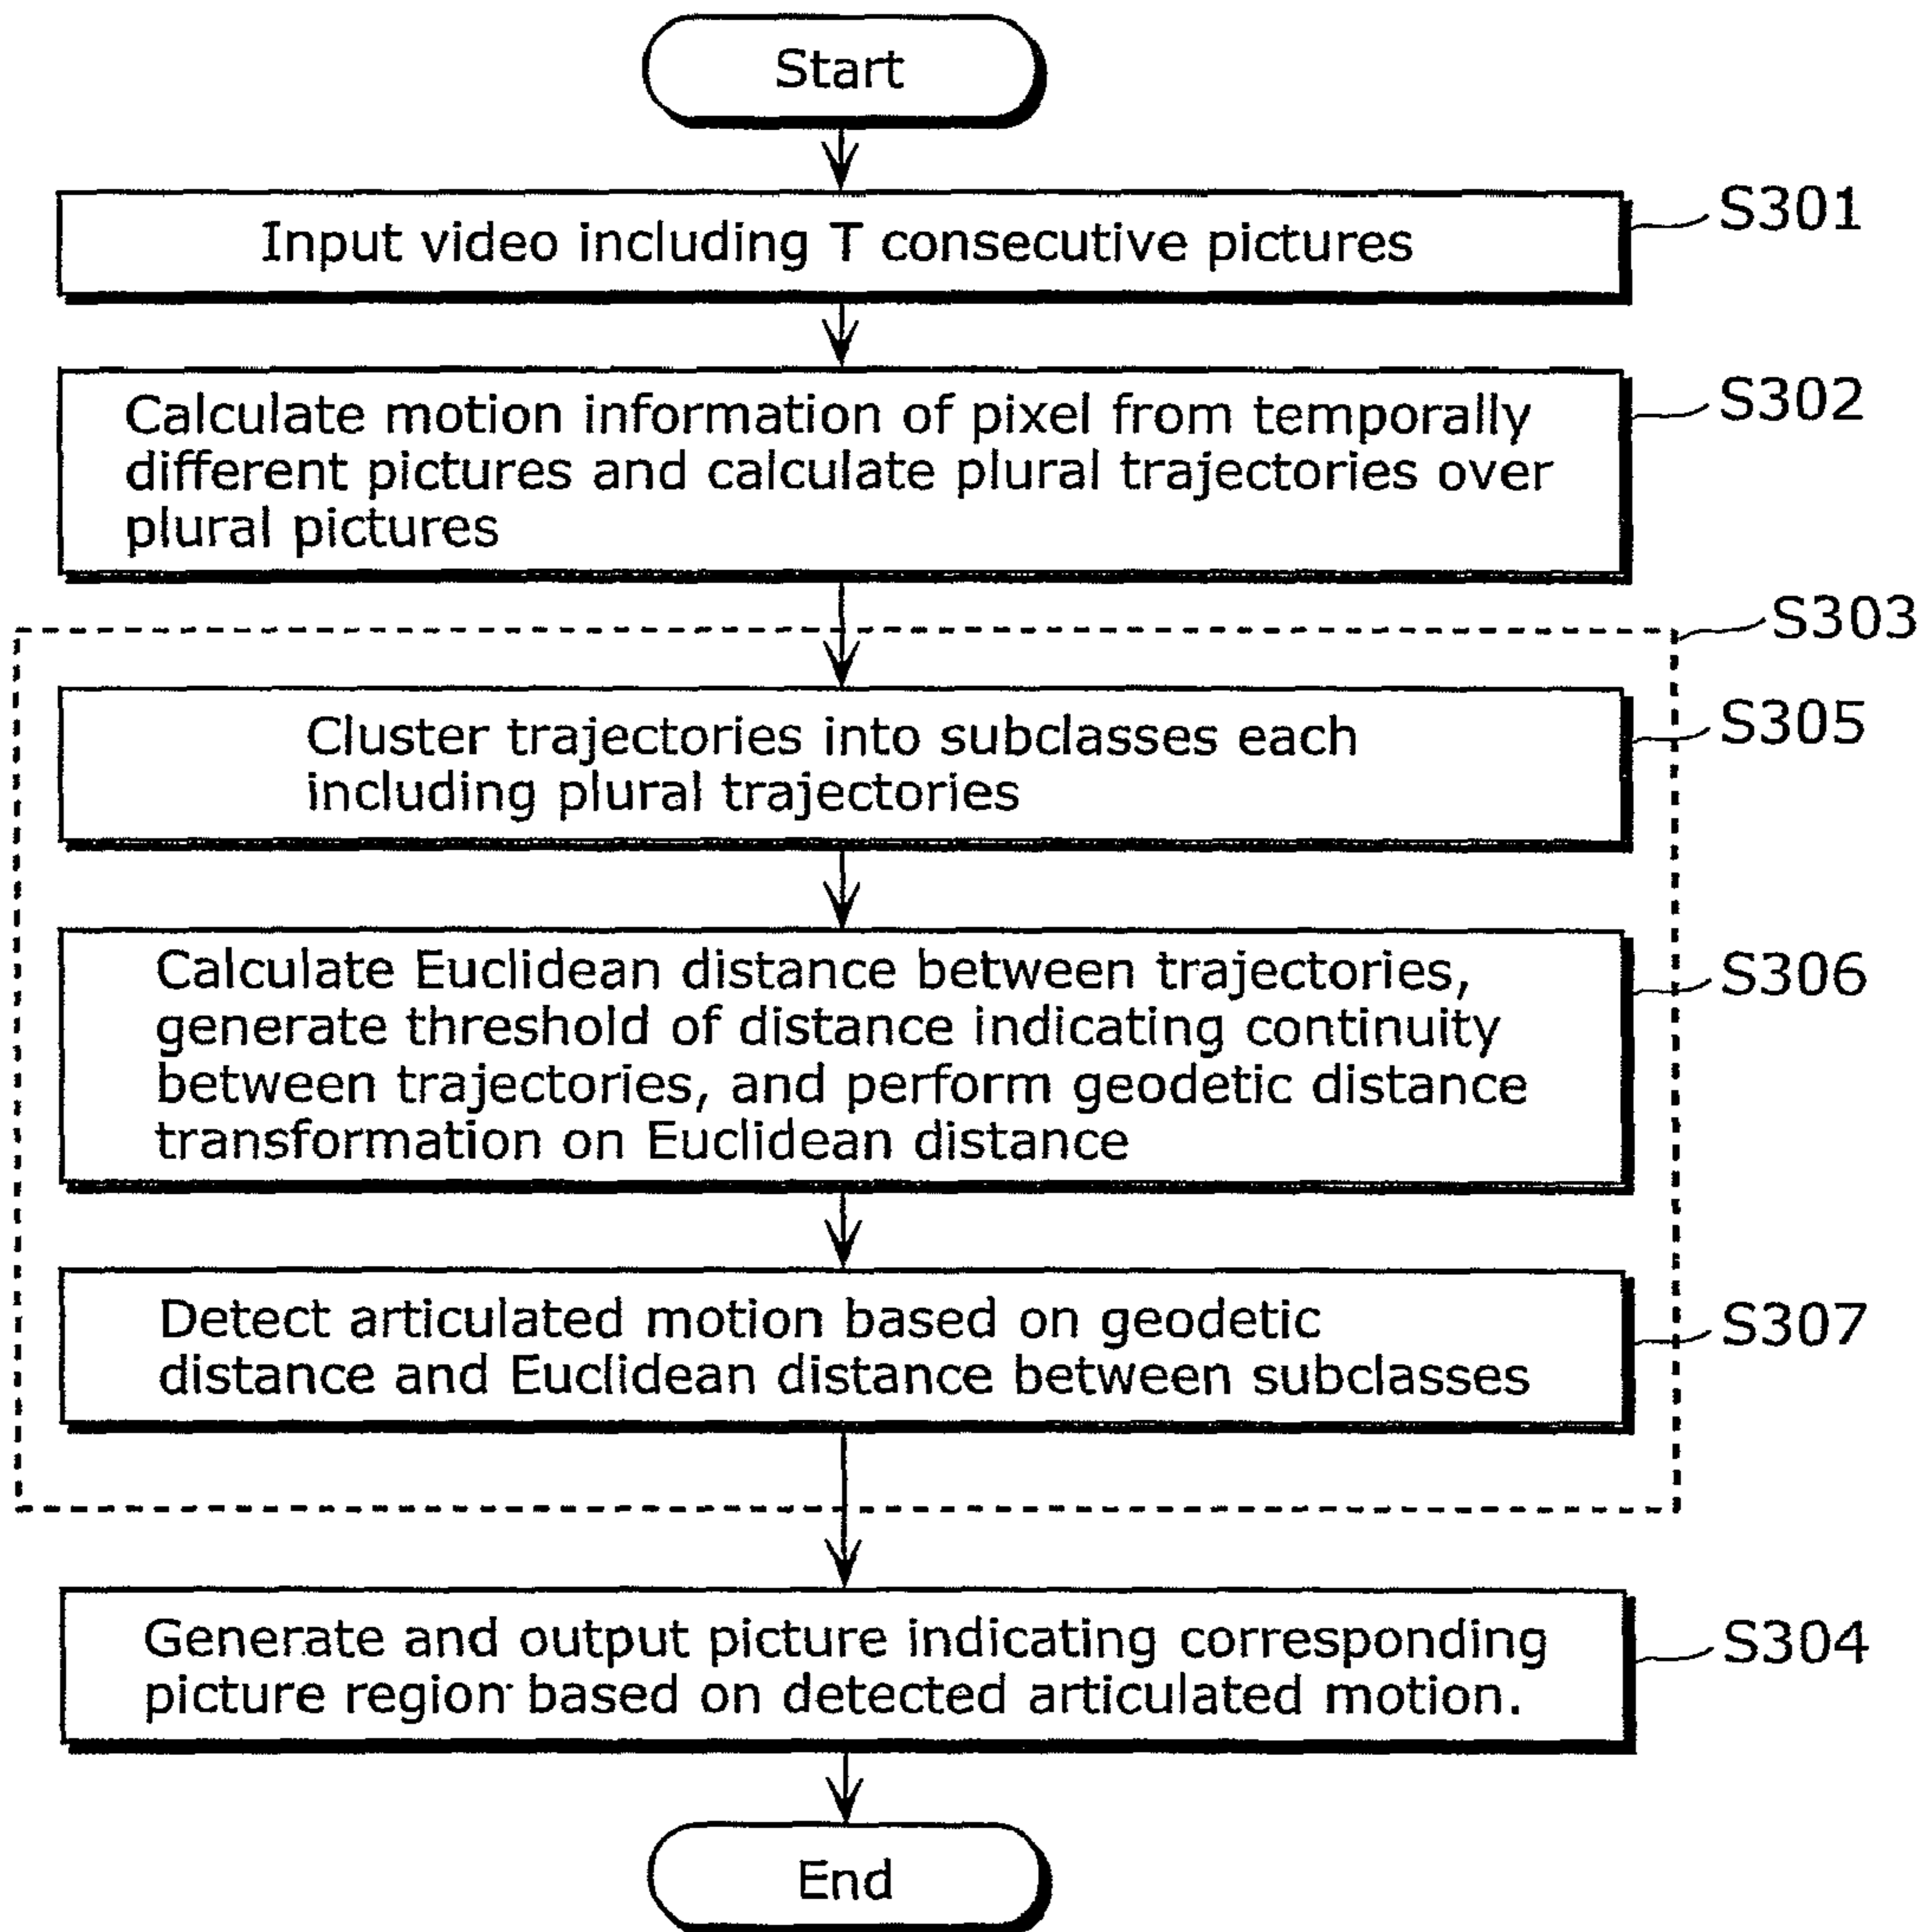 Start
Input video including T consecutive pictures
S301
Calculate motion information of pixel from temporally
different pictures and calculate plural trajectories over
plural pictures
S302
S303
Cluster trajectories into subclasses each
including plural trajectories
S305
Calculate Euclidean distance between trajectories,
generate threshold of distance indicating continuity
between trajectories, and perform geodetic distance
transformation on Euclidean distance
S306
Detect articulated motion based on geodetic
distance and Euclidean distance between subclasses
S307
Generate and output picture indicating corresponding
picture region based on detected articulated motion.
S304
End